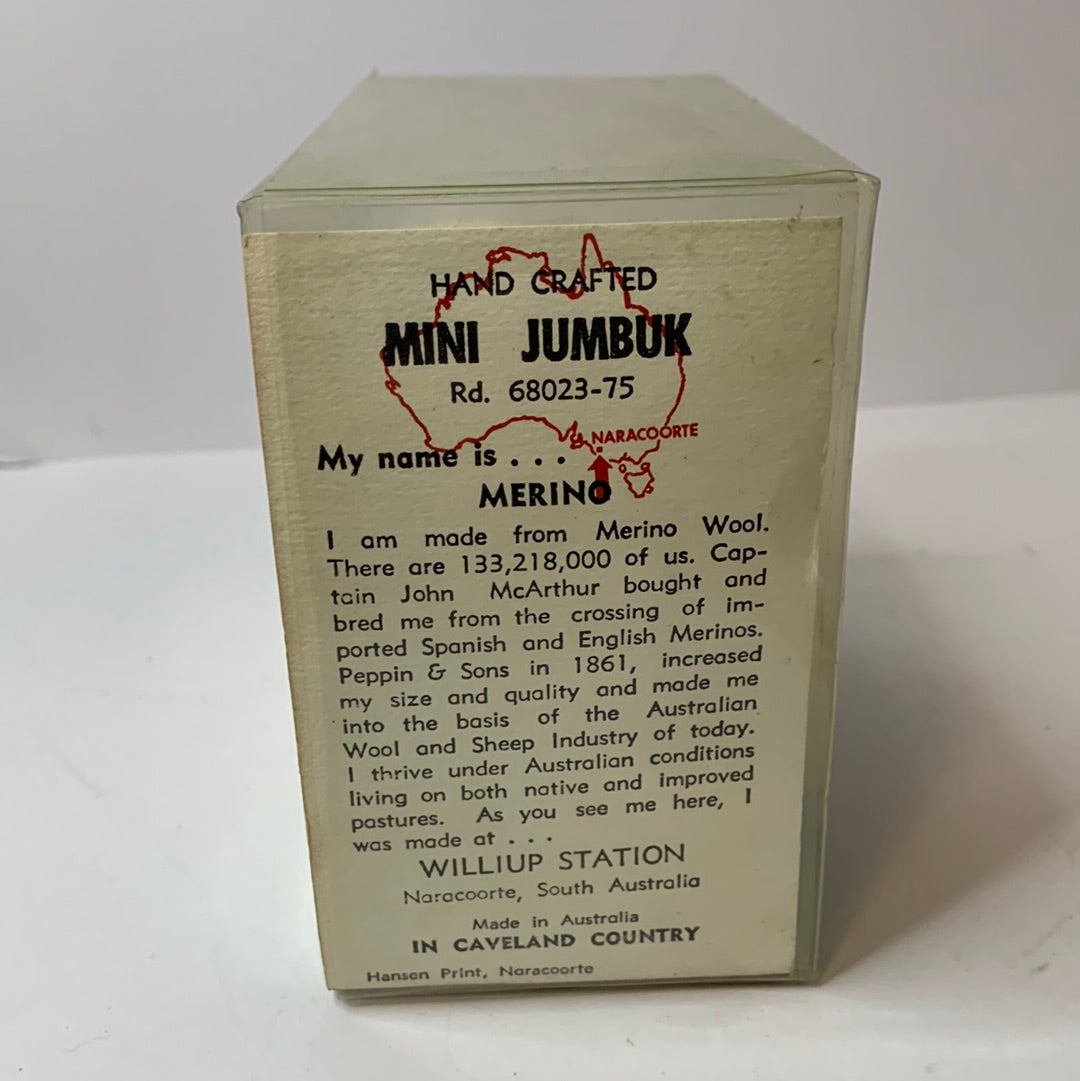 HAND CRAFTED
MINI JUMBUK
Rd. 68023-75
NARACOORTE
My name is . . .
MERINO
I am made from Merino Wool.
There are 133,218,000 of us. Cap-
tain John McArthur bought and
bred me from the crossing of im-
ported Spanish and English Merinos.
Peppin & Sons in 1861, increased
my size and quality and made me
into the basis of the Australian
Wool and Sheep Industry of today.
I thrive under Australian conditions
living on both native and improved
pastures. As you see me here, I
was made at . . .
WILLIUP STATION
Naracoorte, South Australia
Made in Australia
IN CAVELAND COUNTRY
Hansen Print, Naracoorte